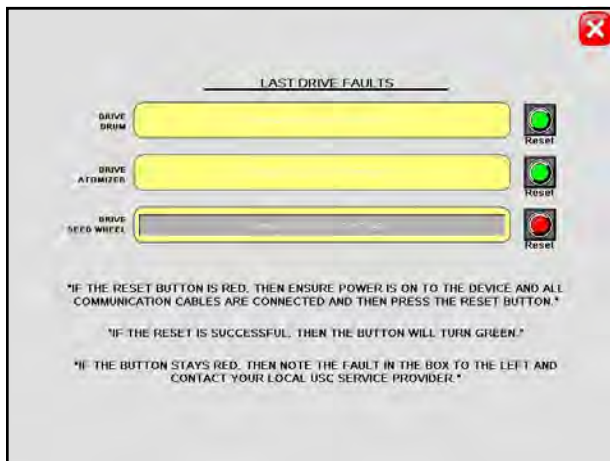 LAST DRIVE FAULTS
DRIVE
DRUM
Reset
DRIVE
ATOMIZER
Reset
DRIVE
SEED WHEEL
Reset
"IF THE RESET BUTTON IS RED, THEN ENSURE POWER IS ON TO THE DEVICE AND ALL
COMMUNICATION CABLES ARE CONNECTED AND THEN PRESS THE RESET BUTTON."
"IF THE RESET IS SUCCESSFUL, THEN THE BUTTON WILL TURN GREEN."
"IF THE BUTTON STAYS RED, THEN NOTE THE FAULT IN THE BOX TO THE LEFT AND
CONTACT YOUR LOCAL USC SERVICE PROVIDER."